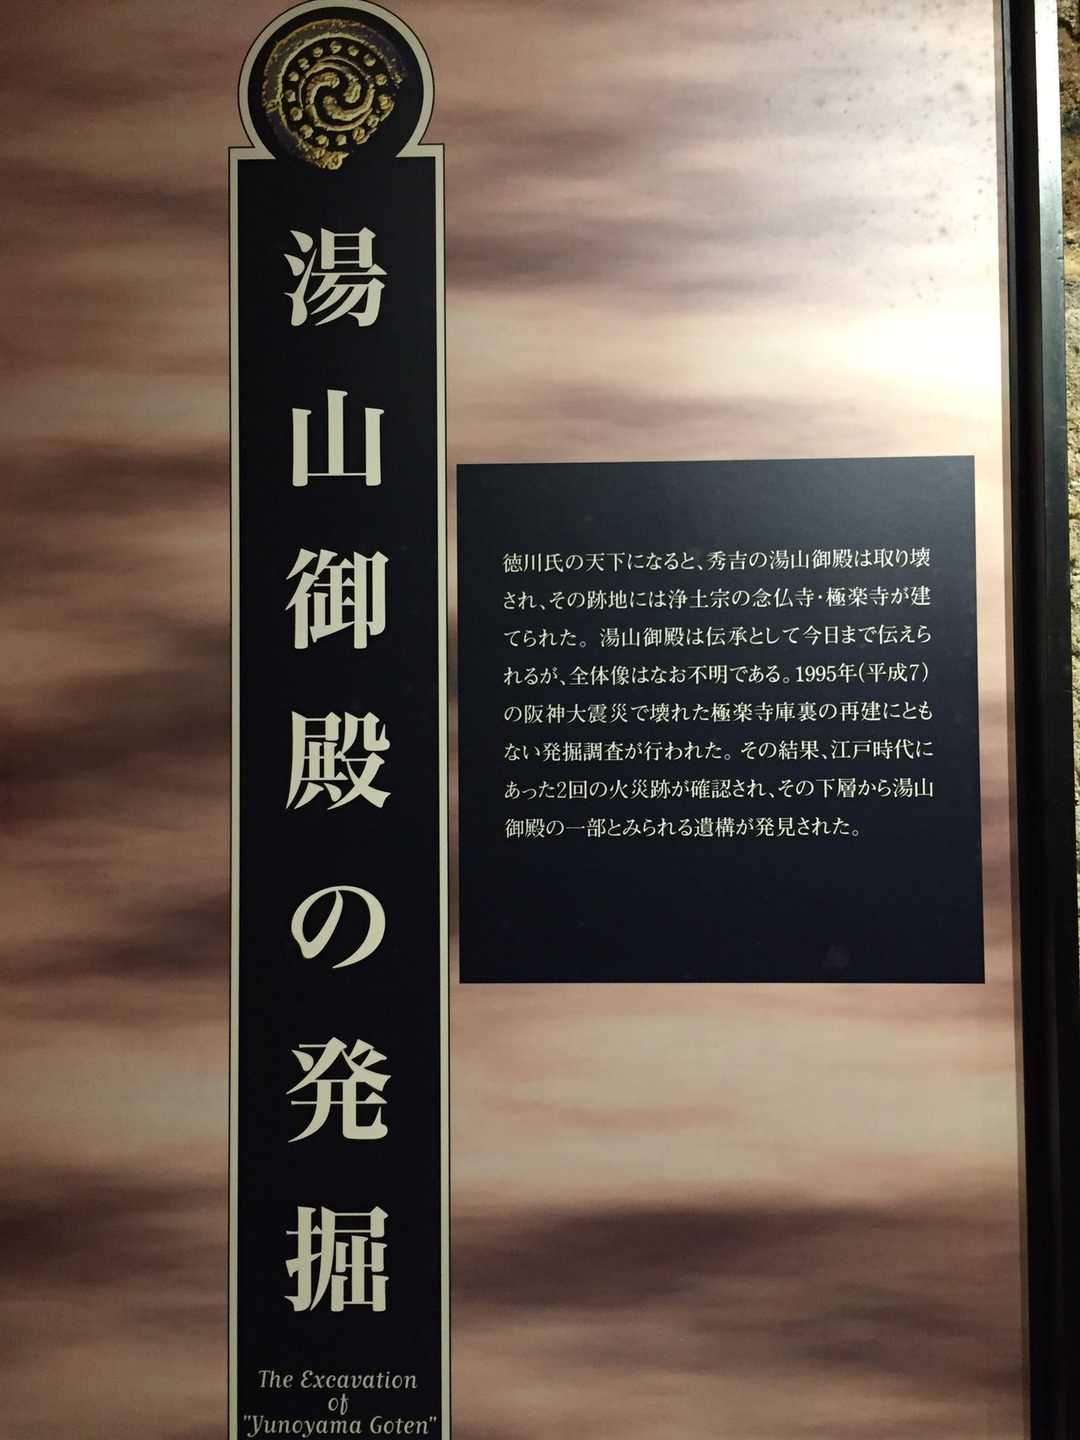 湯山御殿の発掘
The Excavation
of
"Yunoyama Goten"
徳川氏の天下になると、秀吉の湯山御殿は取り壊
され、その跡地には浄土宗の念仏寺・極楽寺が建
てられた。湯山御殿は伝承として今日まで伝えら
れるが、全体像はなお不明である。1995年(平成7)
の阪神大震災で壊れた極楽寺庫裏の再建にとも
ない発掘調査が行われた。その結果、江戸時代に
あった2回の火災跡が確認され、その下層から湯山
御殿の一部とみられる遺構が発見された。